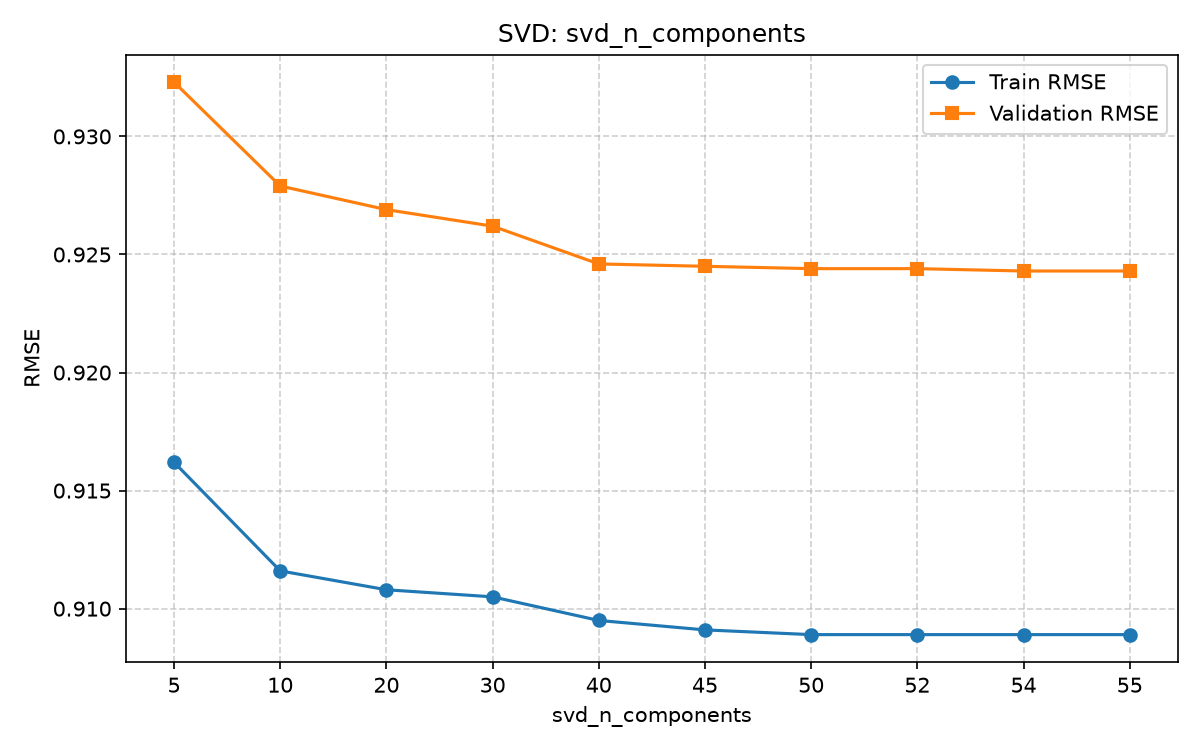 SVD: svd_n_components
Train RMSE
Validation RMSE
RMSE
0.930
0.925
0.920
0.915
0.910
5 10 20 30 40 45 50 52 54 55
svd_n_components